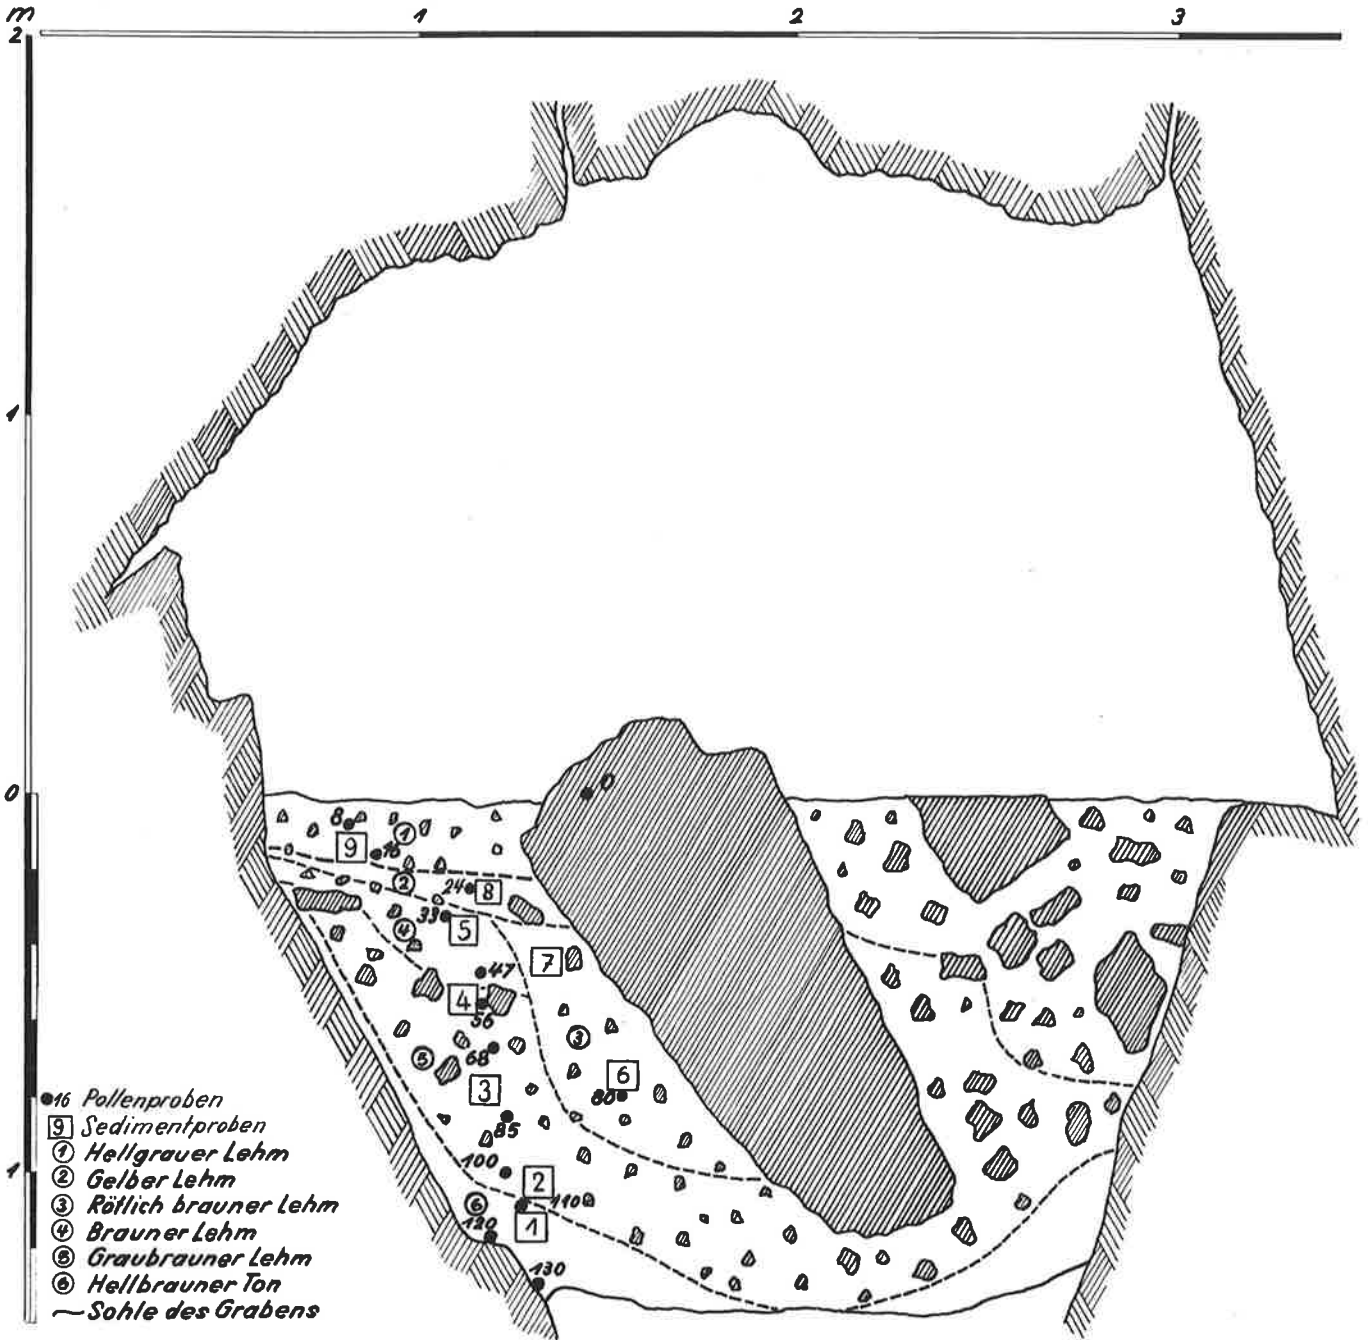 m 1 2 3
2
1
0
1
0
8
1
9
16
2
24 8
33
4 5
7
47
4
56
3
68
5
6
3
80
85
100
2
6 110
120 1
130
●16 Pollenproben
9 Sedimentproben
1 Hellgrauer Lehm
2 Gelber Lehm
3 Rötlich brauner Lehm
4 Brauner Lehm
5 Graubrauner Lehm
6 Hellbrauner Ton
Sohle des Grabens